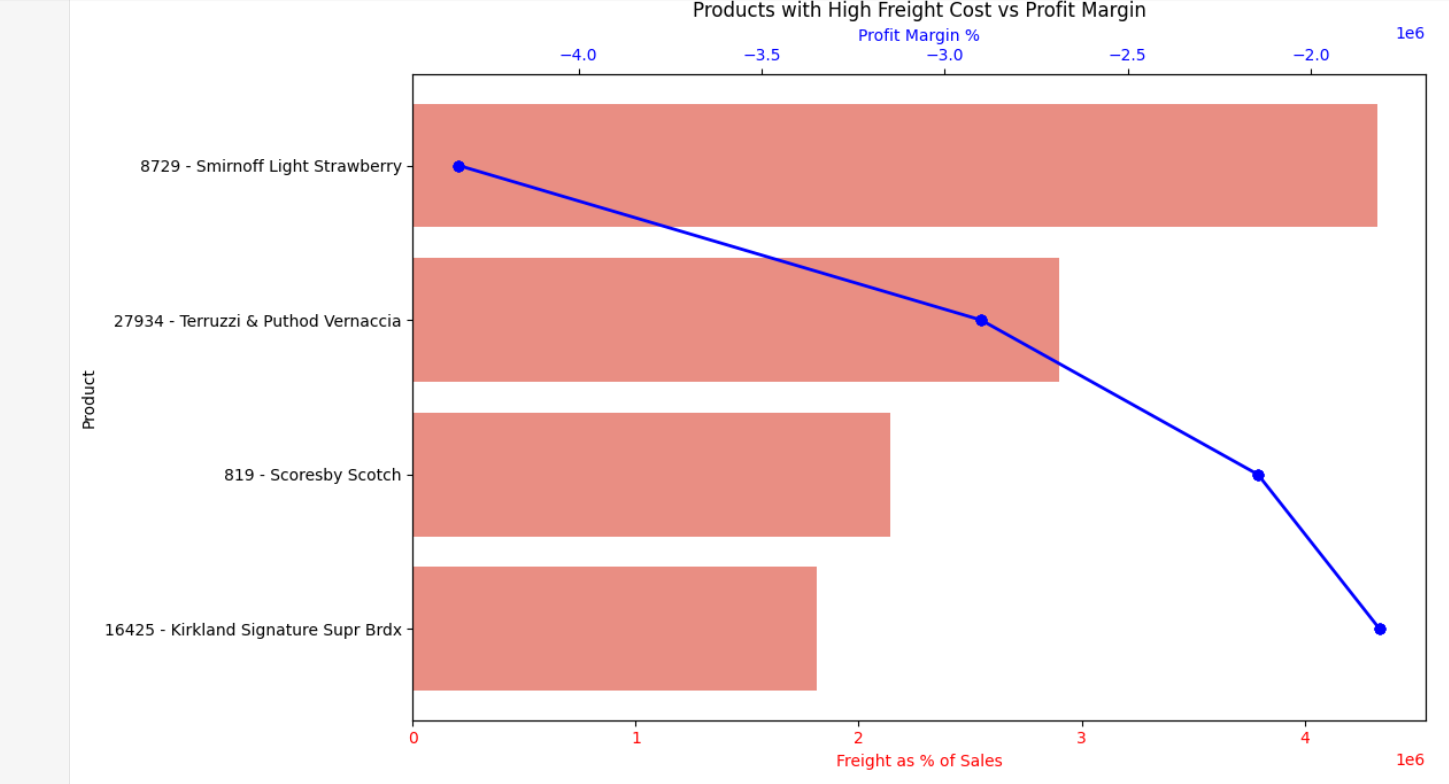 Products with High Freight Cost vs Profit Margin
Profit Margin %
1e6
−4.0 −3.5 −3.0 −2.5 −2.0
8729 - Smirnoff Light Strawberry
27934 - Terruzzi & Puthod Vernaccia
Product
819 - Scoresby Scotch
16425 - Kirkland Signature Supr Brdx
0 1 2 3 4
Freight as % of Sales
1e6